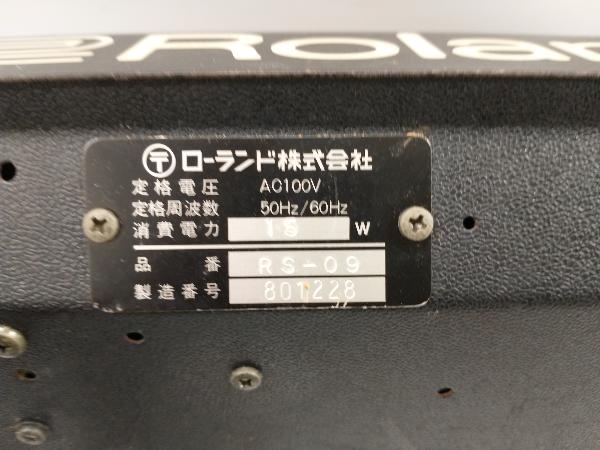 Rolan
〒 ローランド株式会社
定格電圧 AC100V
定格周波数 50Hz/60Hz
消費電力 15 W
品番 RS-09
製造番号 801228